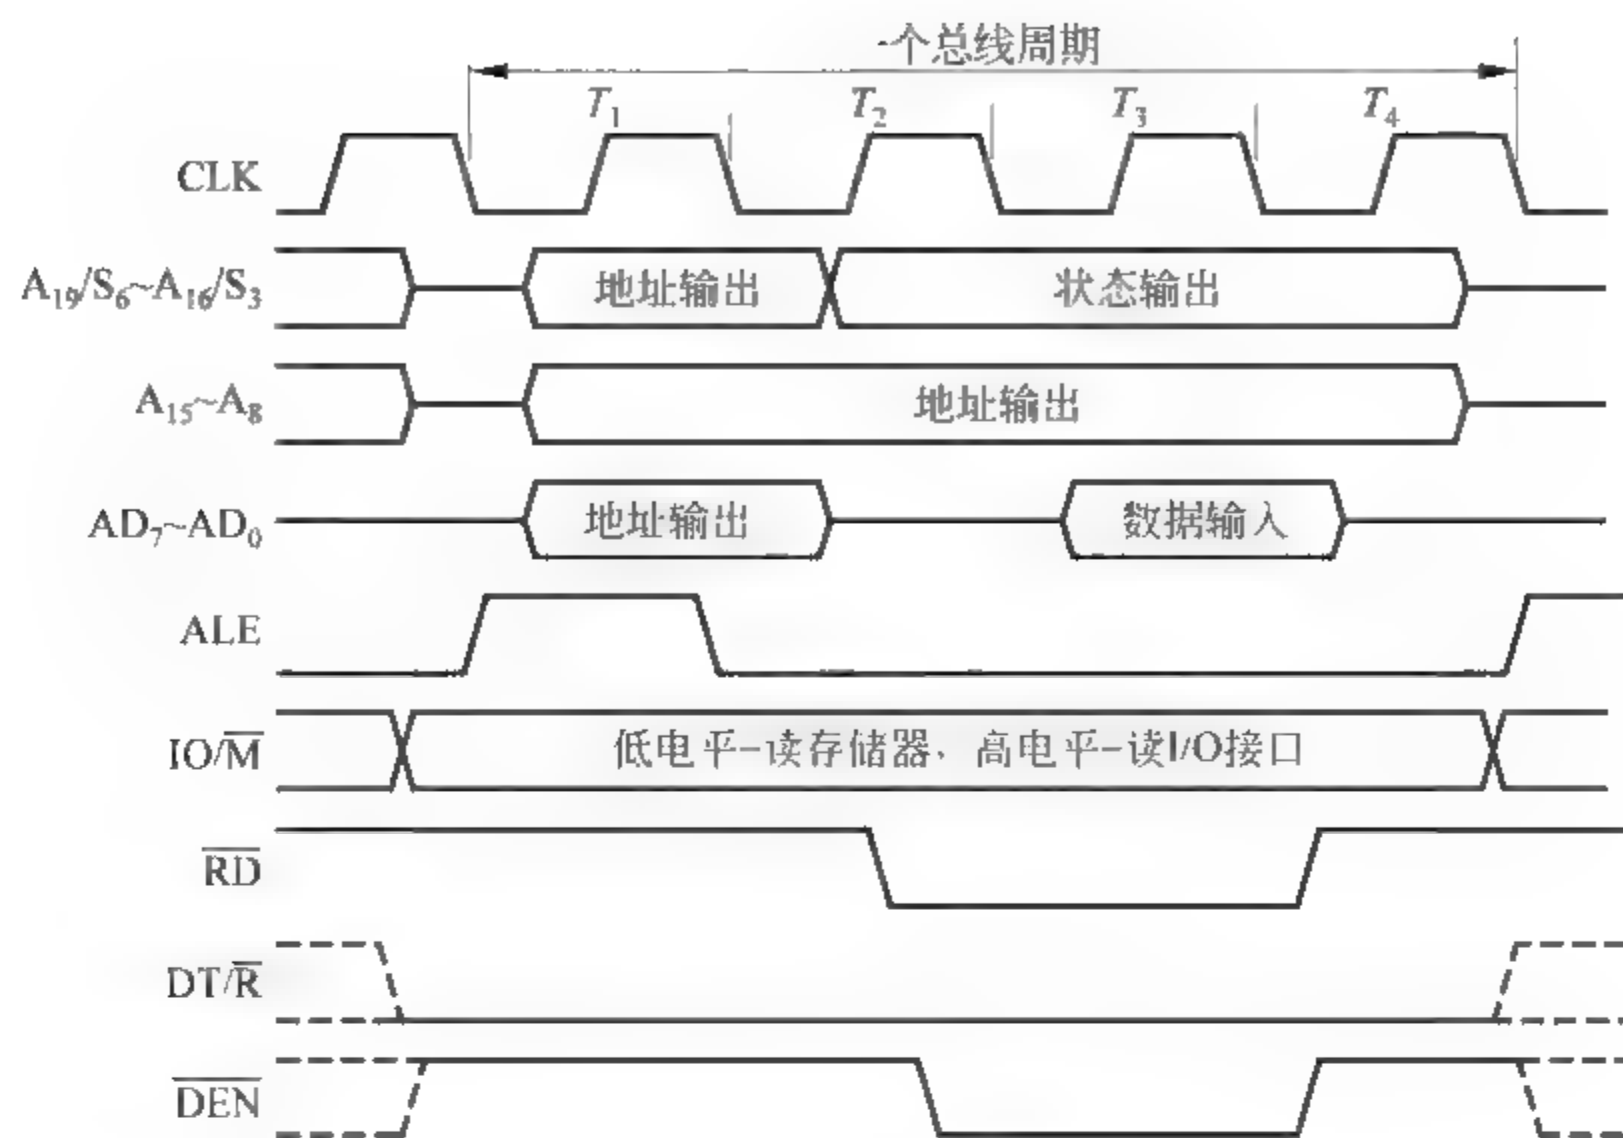 一个总线周期
T₁ T₂ T₃ T₄
CLK
A₁₉/S₆~A₁₆/S₃ 地址输出 状态输出
A₁₅~A₈ 地址输出
AD₇~AD₀ 地址输出 数据输入
ALE
IO/M̅ 低电平-读存储器，高电平-读I/O接口
R̅D̅
DT/R̅
D̅E̅N̅